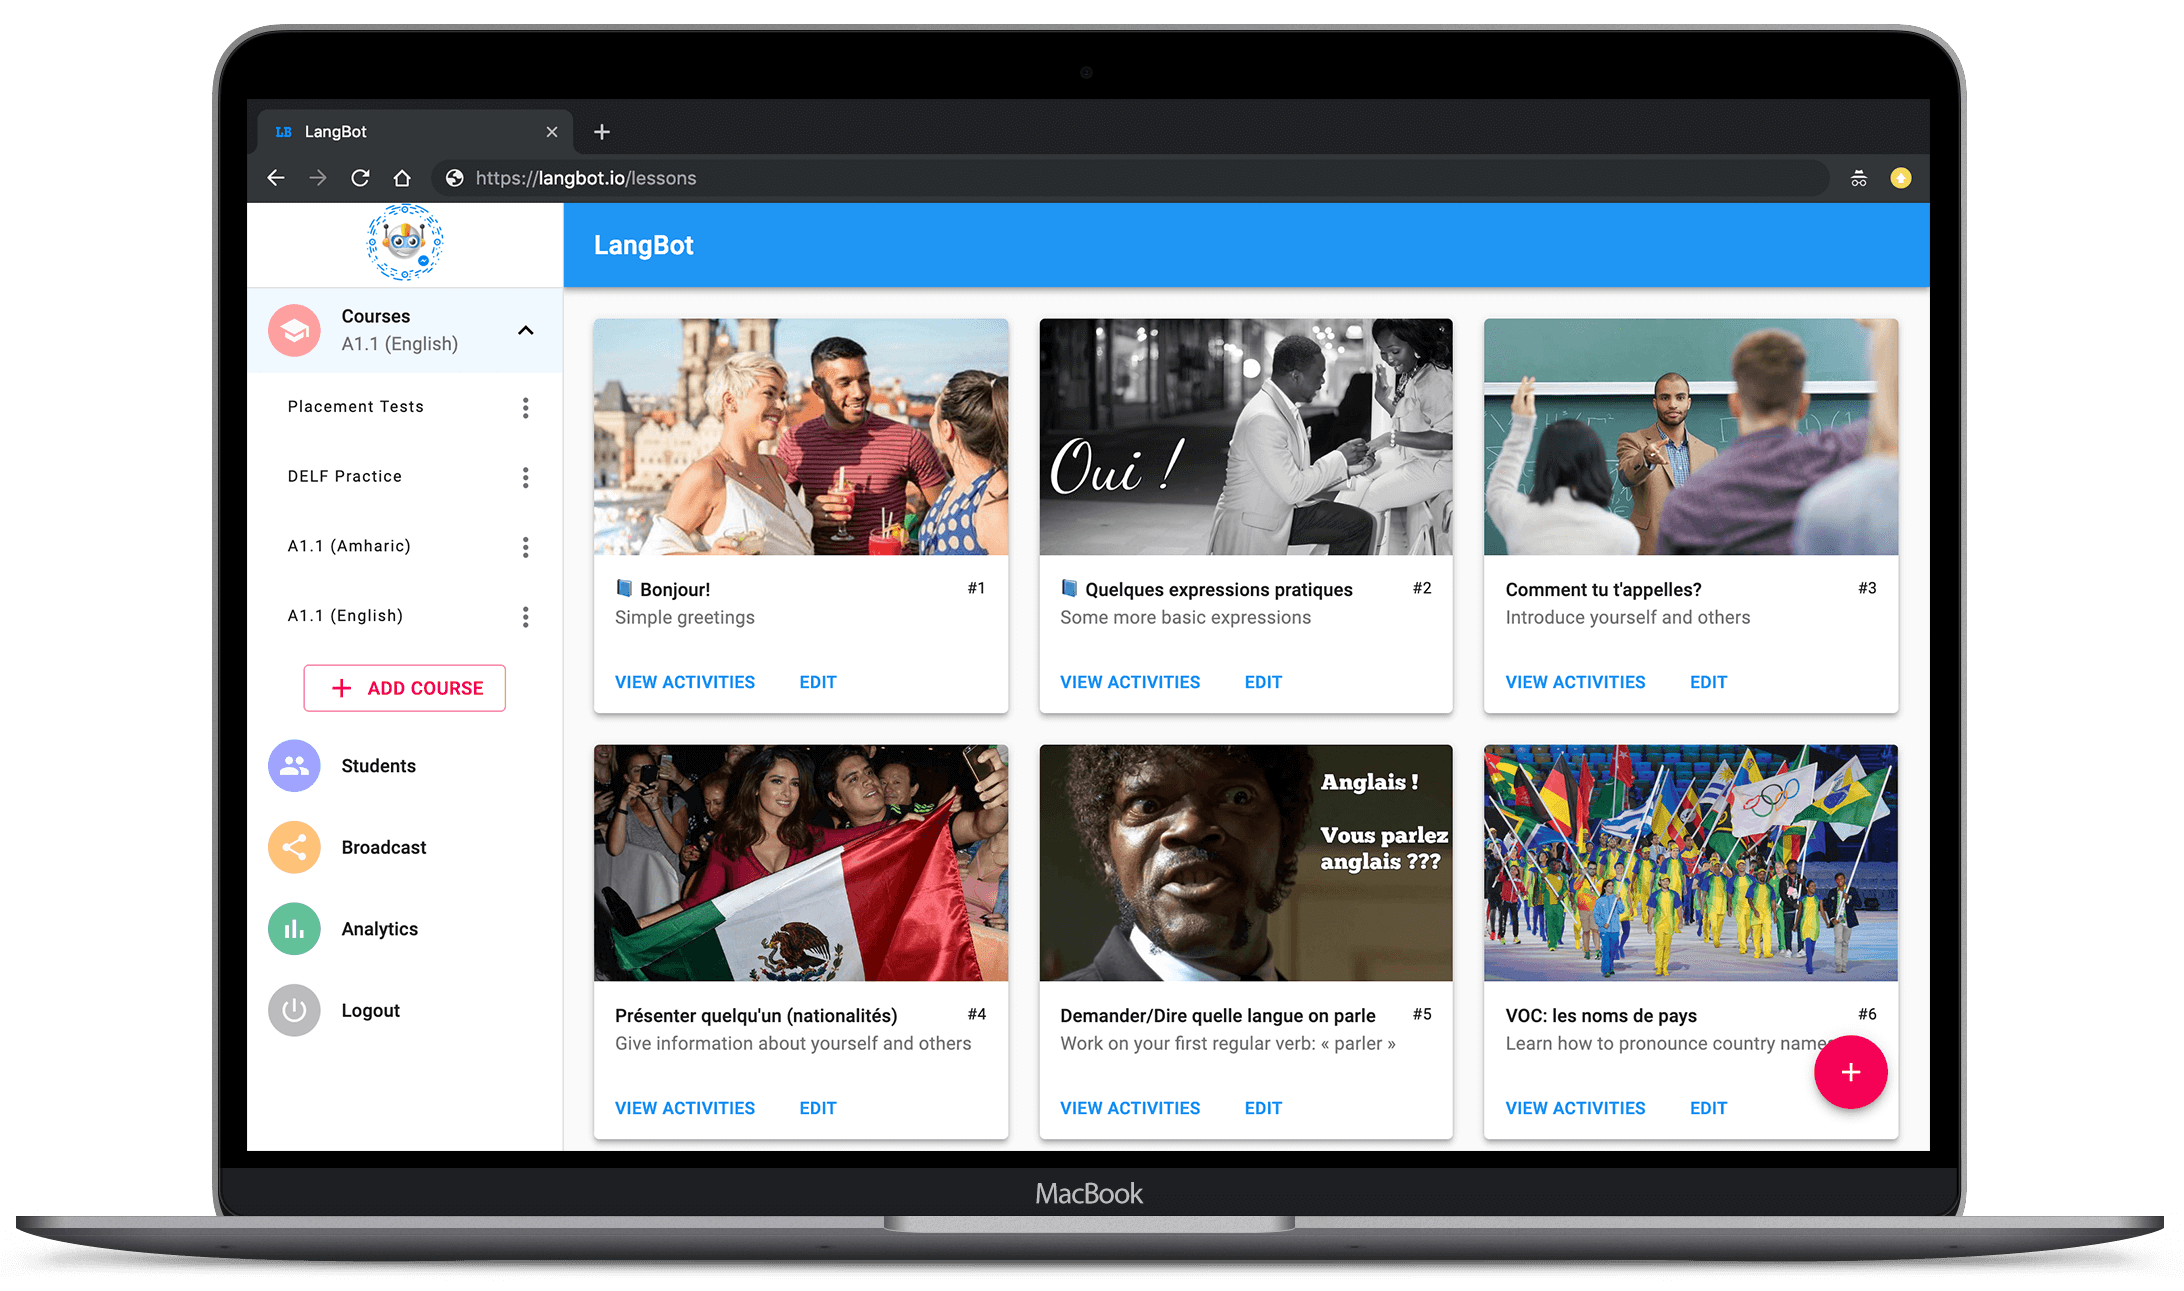 LB LangBot
https://langbot.io/lessons
LangBot
Courses
A1.1 (English)
Placement Tests
DELF Practice
A1.1 (Amharic)
A1.1 (English)
+ ADD COURSE
Students
Broadcast
Analytics
Logout
Oui !
Bonjour! #1
Simple greetings
VIEW ACTIVITIES EDIT
Quelques expressions pratiques #2
Some more basic expressions
VIEW ACTIVITIES EDIT
Comment tu t'appelles? #3
Introduce yourself and others
VIEW ACTIVITIES EDIT
Présenter quelqu'un (nationalités) #4
Give information about yourself and others
VIEW ACTIVITIES EDIT
Anglais !
Vous parlez
anglais ???
Demander/Dire quelle langue on parle #5
Work on your first regular verb: « parler »
VIEW ACTIVITIES EDIT
VOC: les noms de pays #6
Learn how to pronounce country name
VIEW ACTIVITIES EDIT
MacBook